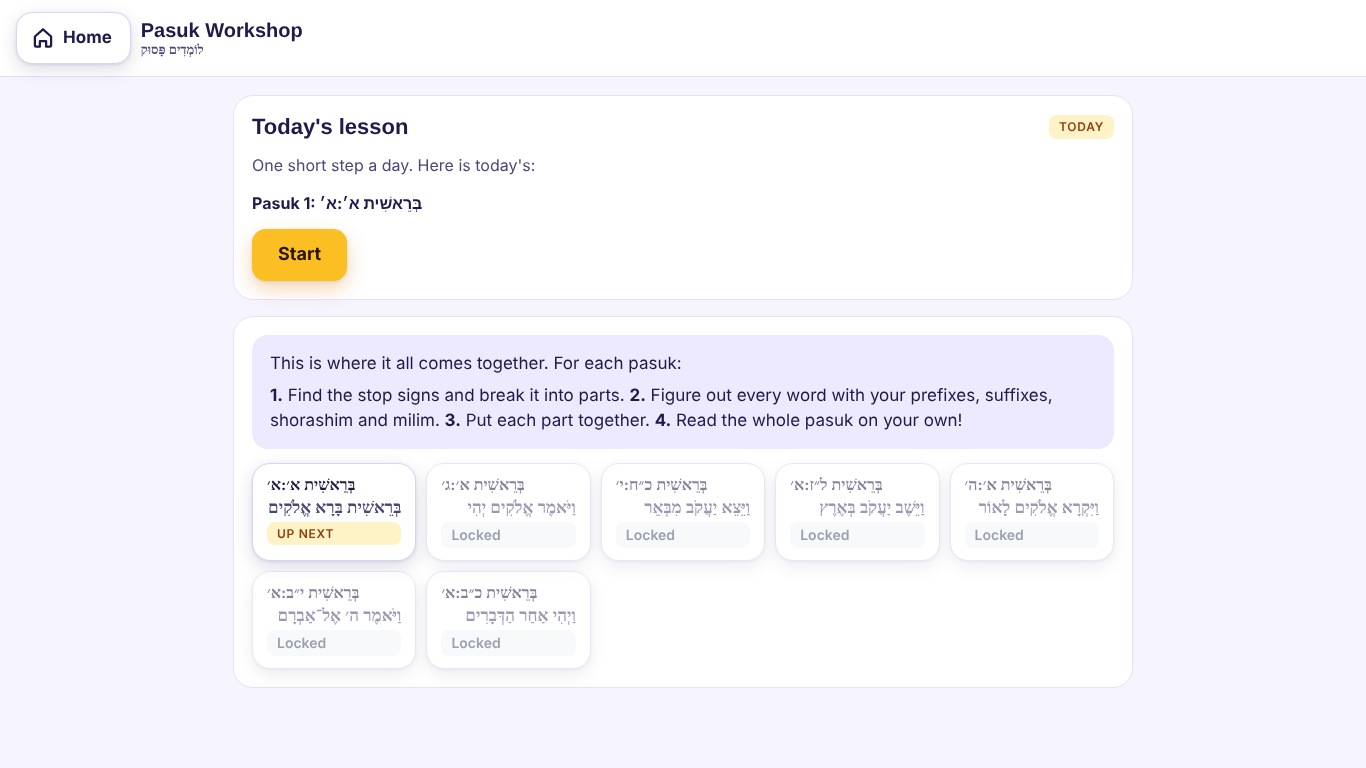 Home
Pasuk Workshop
לוֹמְדִים פָּסוּק
Today's lesson
TODAY
One short step a day. Here is today's:
Pasuk 1: בְּרֵאשִׁית א׳:א׳
Start
This is where it all comes together. For each pasuk:
1. Find the stop signs and break it into parts. 2. Figure out every word with your prefixes, suffixes,
shorashim and milim. 3. Put each part together. 4. Read the whole pasuk on your own!
בְּרֵאשִׁית א׳:א׳
בְּרֵאשִׁית בָּרָא אֱלֹקִים
UP NEXT
בְּרֵאשִׁית א׳:ג׳
וַיֹּאמֶר אֱלֹקִים יְהִי
Locked
בְּרֵאשִׁית כ״ח:י׳
וַיֵּצֵא יַעֲקֹב מִבְּאֵר
Locked
בְּרֵאשִׁית ל״ז:א׳
וַיֵּשֶׁב יַעֲקֹב בְּאֶרֶץ
Locked
בְּרֵאשִׁית א׳:ה׳
וַיִּקְרָא אֱלֹקִים לָאוֹר
Locked
בְּרֵאשִׁית י״ב:א׳
וַיֹּאמֶר ה׳ אֶל־אַבְרָם
Locked
בְּרֵאשִׁית כ״ב:א׳
וַיְהִי אַחַר הַדְּבָרִים
Locked